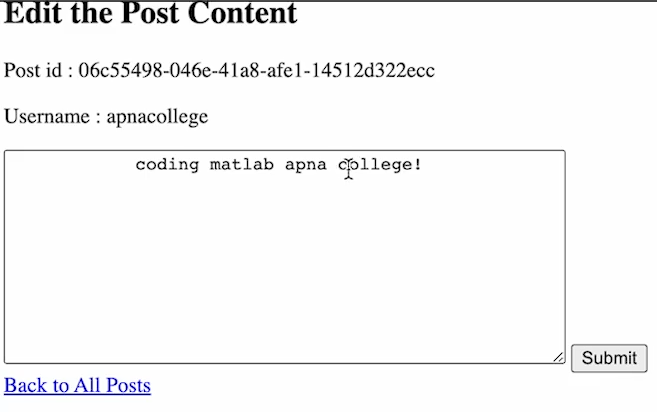 Edit the Post Content
Post id : 06c55498-046e-41a8-afe1-14512d322ecc
Username : apnacollege
coding matlab apna college!
Submit
Back to All Posts